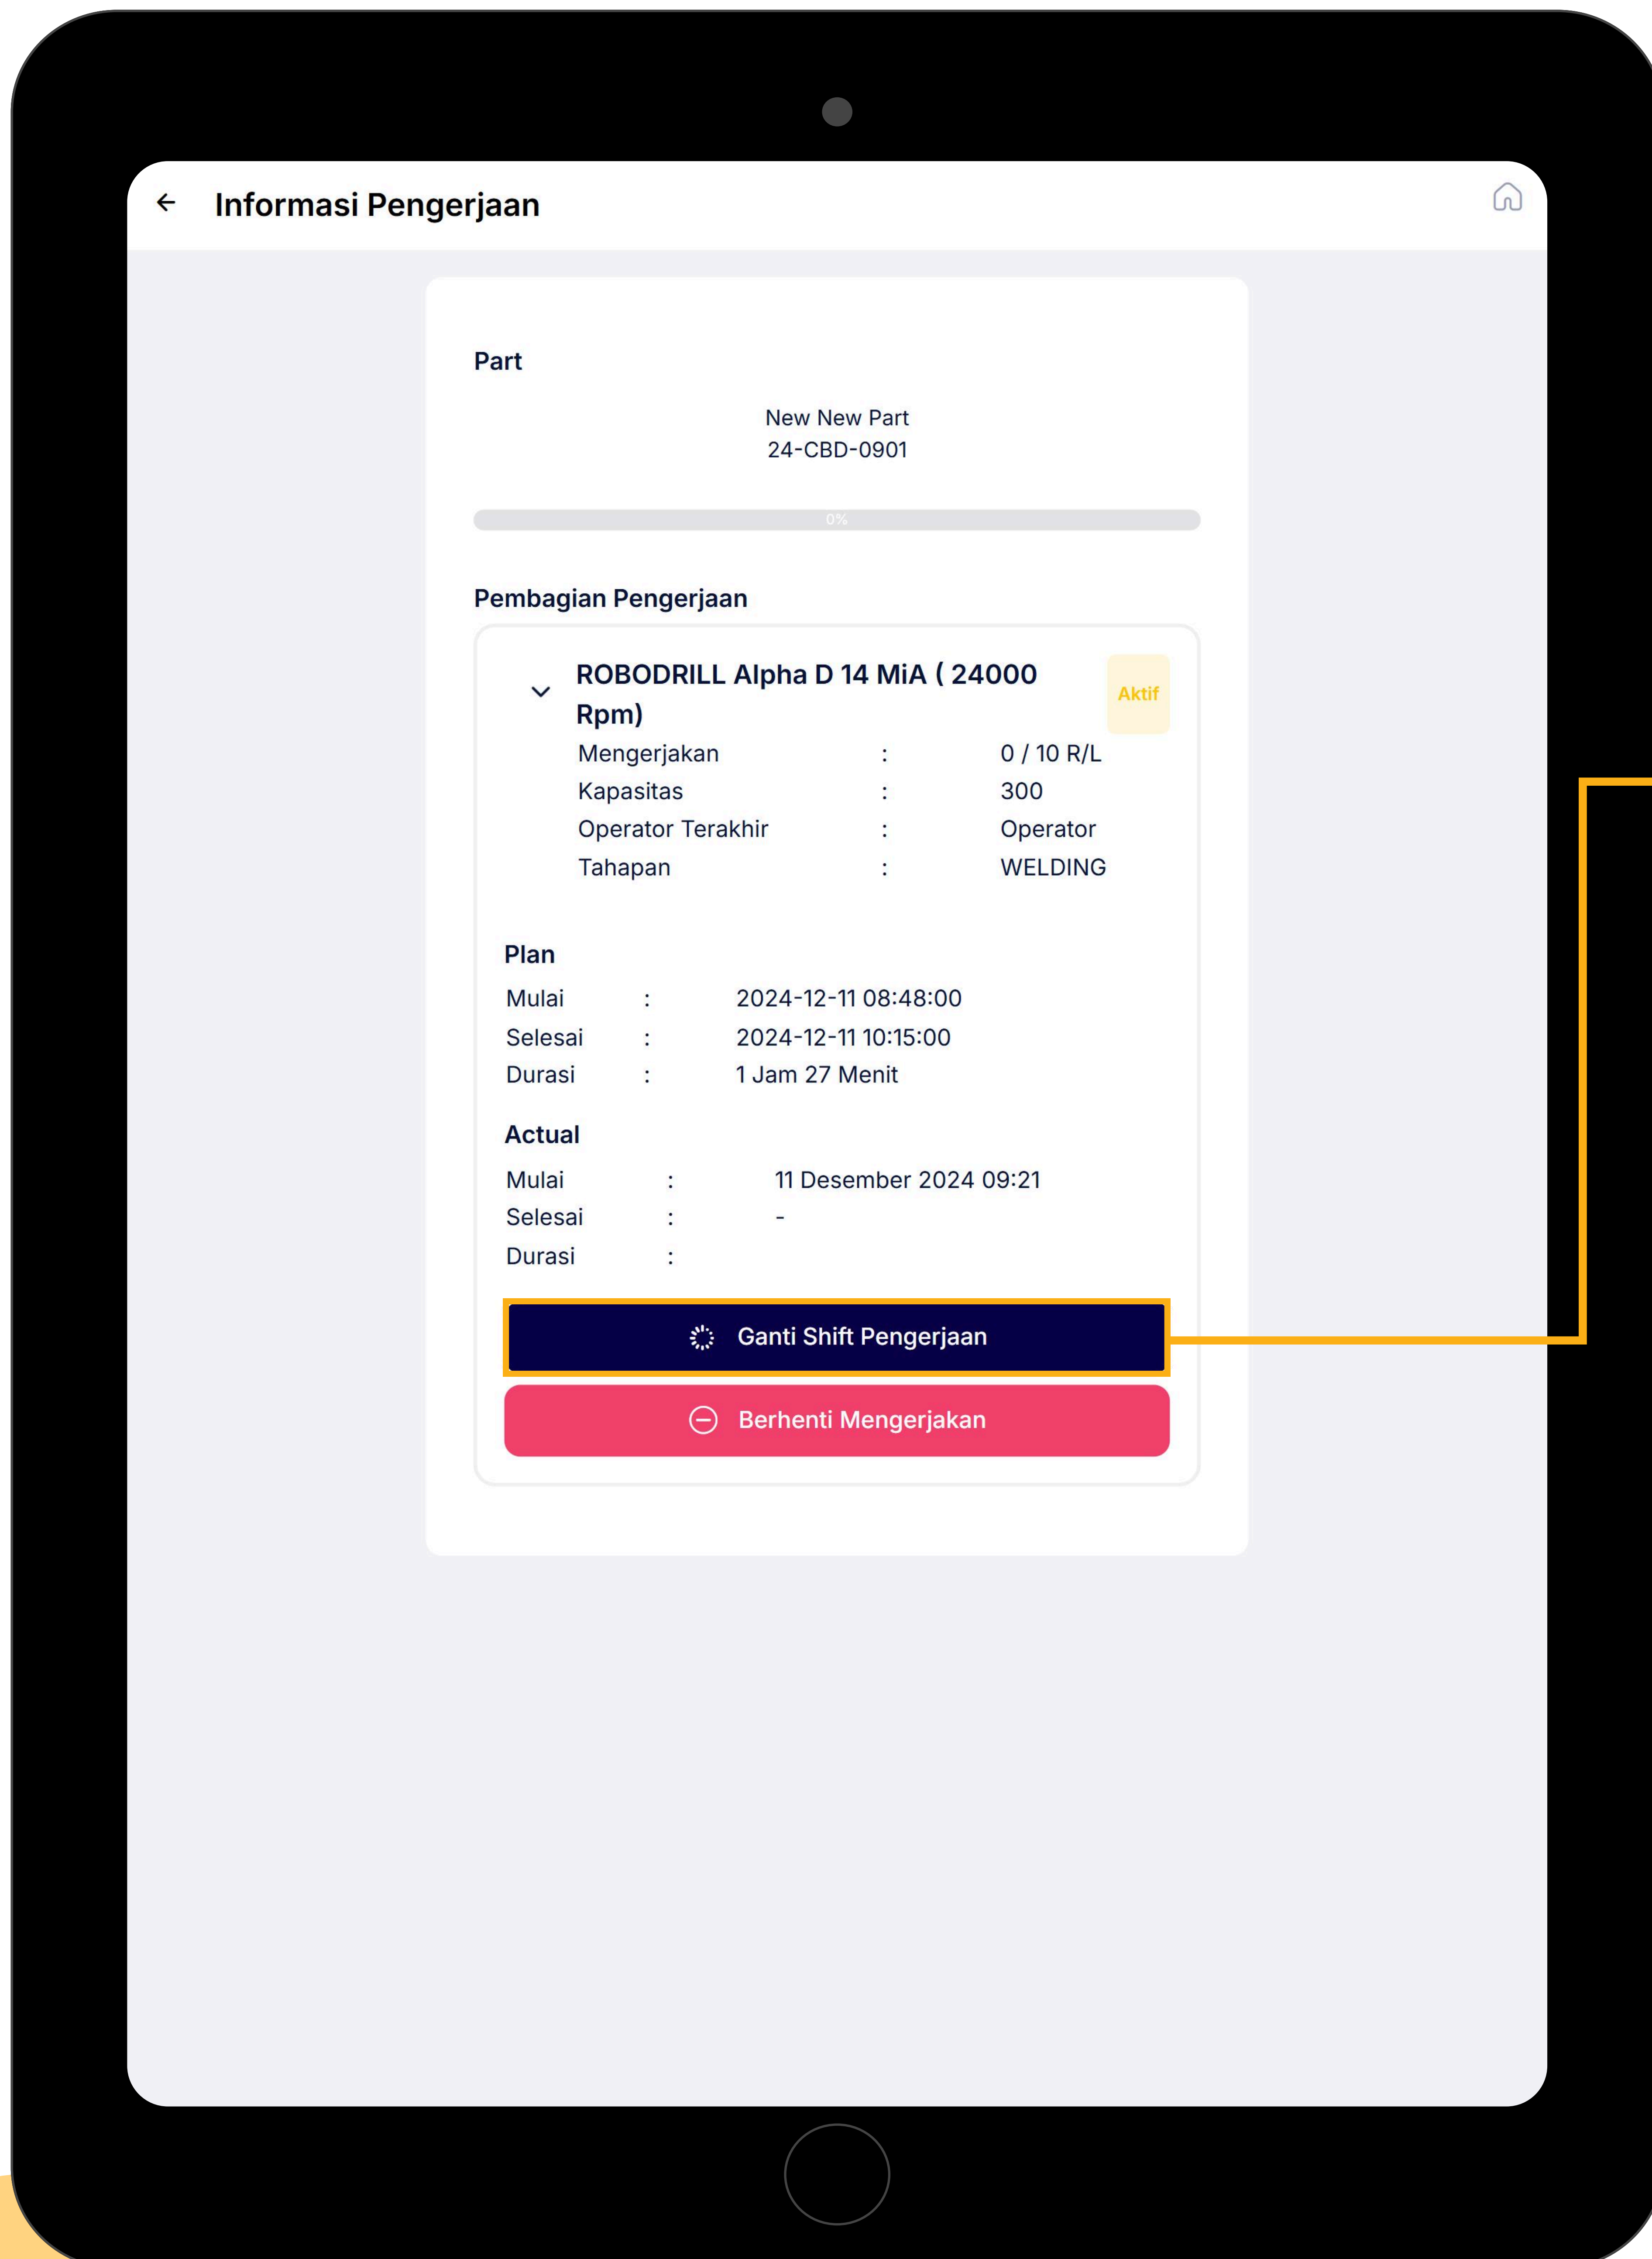 Informasi Pengerjaan
Part
New New Part
24-CBD-0901
0%
Pembagian Pengerjaan
ROBODRILL Alpha D 14 MiA ( 24000
Rpm)
Aktif
Mengerjakan : 0 / 10 R/L
Kapasitas : 300
Operator Terakhir : Operator
Tahapan : WELDING
Plan
Mulai : 2024-12-11 08:48:00
Selesai : 2024-12-11 10:15:00
Durasi : 1 Jam 27 Menit
Actual
Mulai : 11 Desember 2024 09:21
Selesai : -
Durasi :
Ganti Shift Pengerjaan
Berhenti Mengerjakan